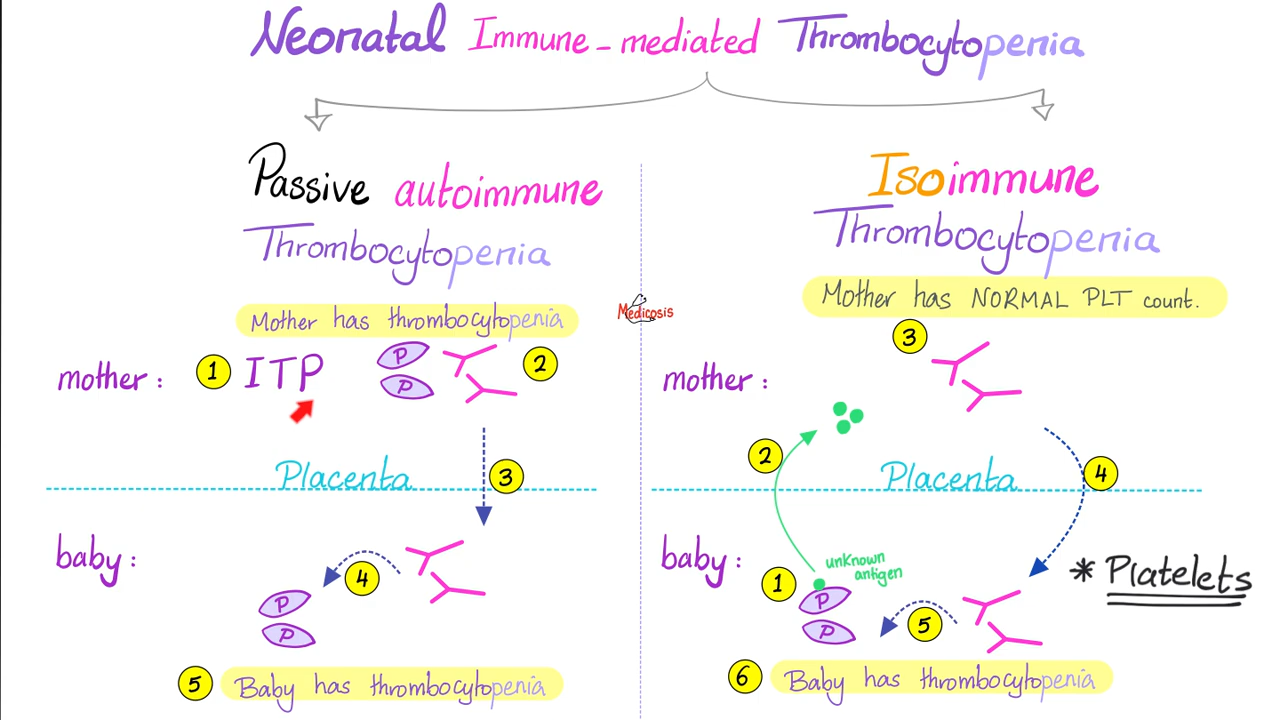 Neonatal Immune-mediated Thrombocytopenia
Passive autoimmune
Thrombocytopenia
Mother has thrombocytopenia
mother:
1
ITP
P
P
2
Placenta
3
baby:
4
P
P
5
Baby has thrombocytopenia
Medicosis
Isoimmune
Thrombocytopenia
Mother has NORMAL PLT count.
3
mother:
2
Placenta
4
baby:
unknown
antigen
1
P
P
5
* Platelets
6
Baby has thrombocytopenia